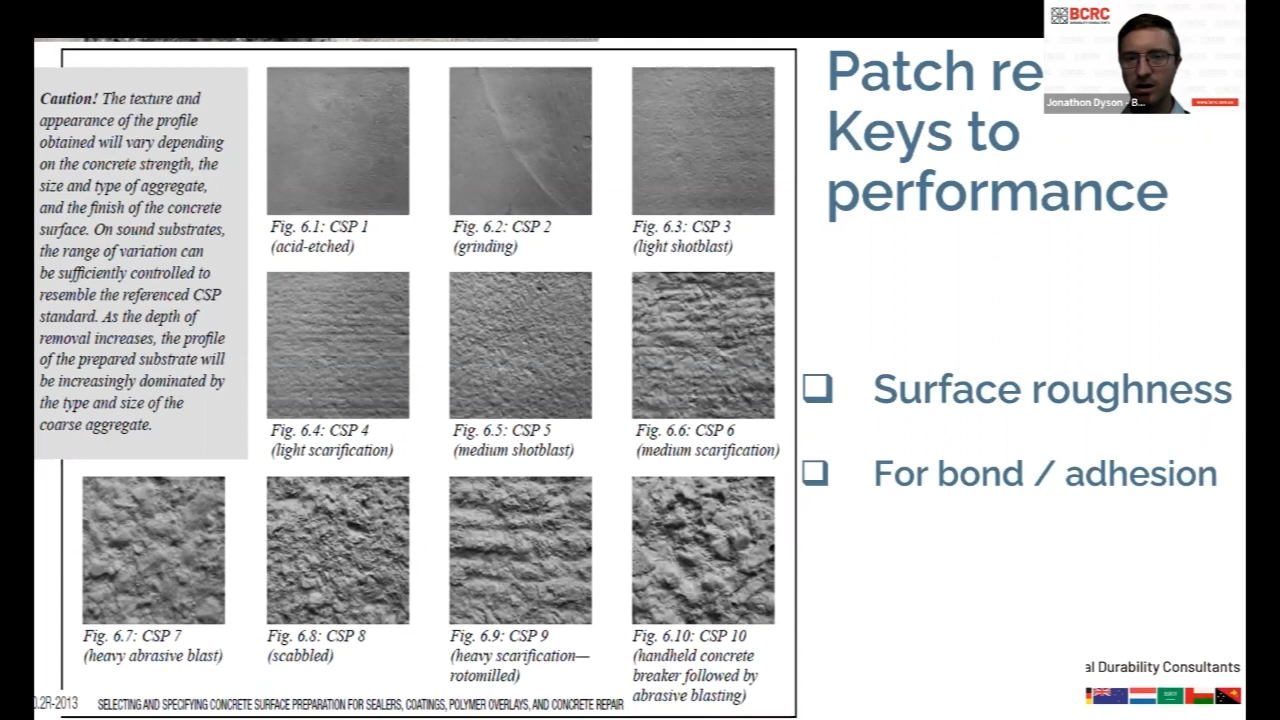 BCRC
Jonathon Dyson - B...
www.bcrc.com.au
Patch re
Keys to
performance
Surface roughness
For bond / adhesion
Caution! The texture and
appearance of the profile
obtained will vary depending
on the concrete strength, the
size and type of aggregate,
and the finish of the concrete
surface. On sound substrates,
the range of variation can
be sufficiently controlled to
resemble the referenced CSP
standard. As the depth of
removal increases, the profile
of the prepared substrate will
be increasingly dominated by
the type and size of the
coarse aggregate.
Fig. 6.1: CSP 1
(acid-etched)
Fig. 6.2: CSP 2
(grinding)
Fig. 6.3: CSP 3
(light shotblast)
Fig. 6.4: CSP 4
(light scarification)
Fig. 6.5: CSP 5
(medium shotblast)
Fig. 6.6: CSP 6
(medium scarification)
Fig. 6.7: CSP 7
(heavy abrasive blast)
Fig. 6.8: CSP 8
(scabbled)
Fig. 6.9: CSP 9
(heavy scarification—
rotomilled)
Fig. 6.10: CSP 10
(handheld concrete
breaker followed by
abrasive blasting)
0.2R-2013 SELECTING AND SPECIFYING CONCRETE SURFACE PREPARATION FOR SEALERS, COATINGS, POLYMER OVERLAYS, AND CONCRETE REPAIR
al Durability Consultants